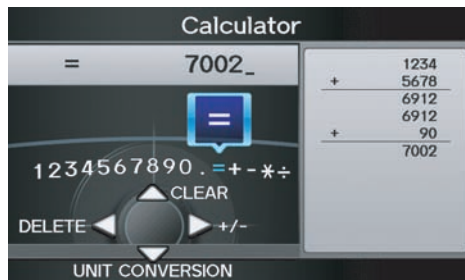 Calculator
= 7002_
=
1234567890.=+-*÷
CLEAR
DELETE
+/-
UNIT CONVERSION
1234
+ 5678
6912
6912
+ 90
7002